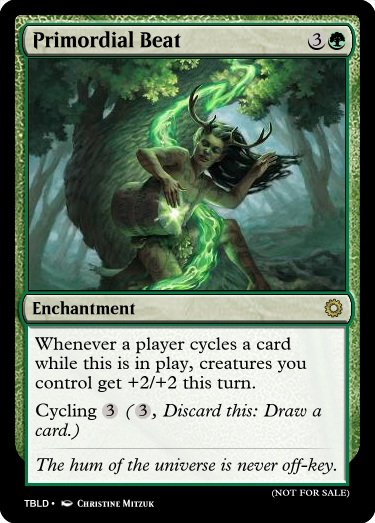 Primordial Beat 3
Enchantment
Whenever a player cycles a card
while this is in play, creatures you
control get +2/+2 this turn.
Cycling 3 (3, Discard this: Draw a
card.)
The hum of the universe is never off-key.
(NOT FOR SALE)
TBLD • Christine Mitzuk